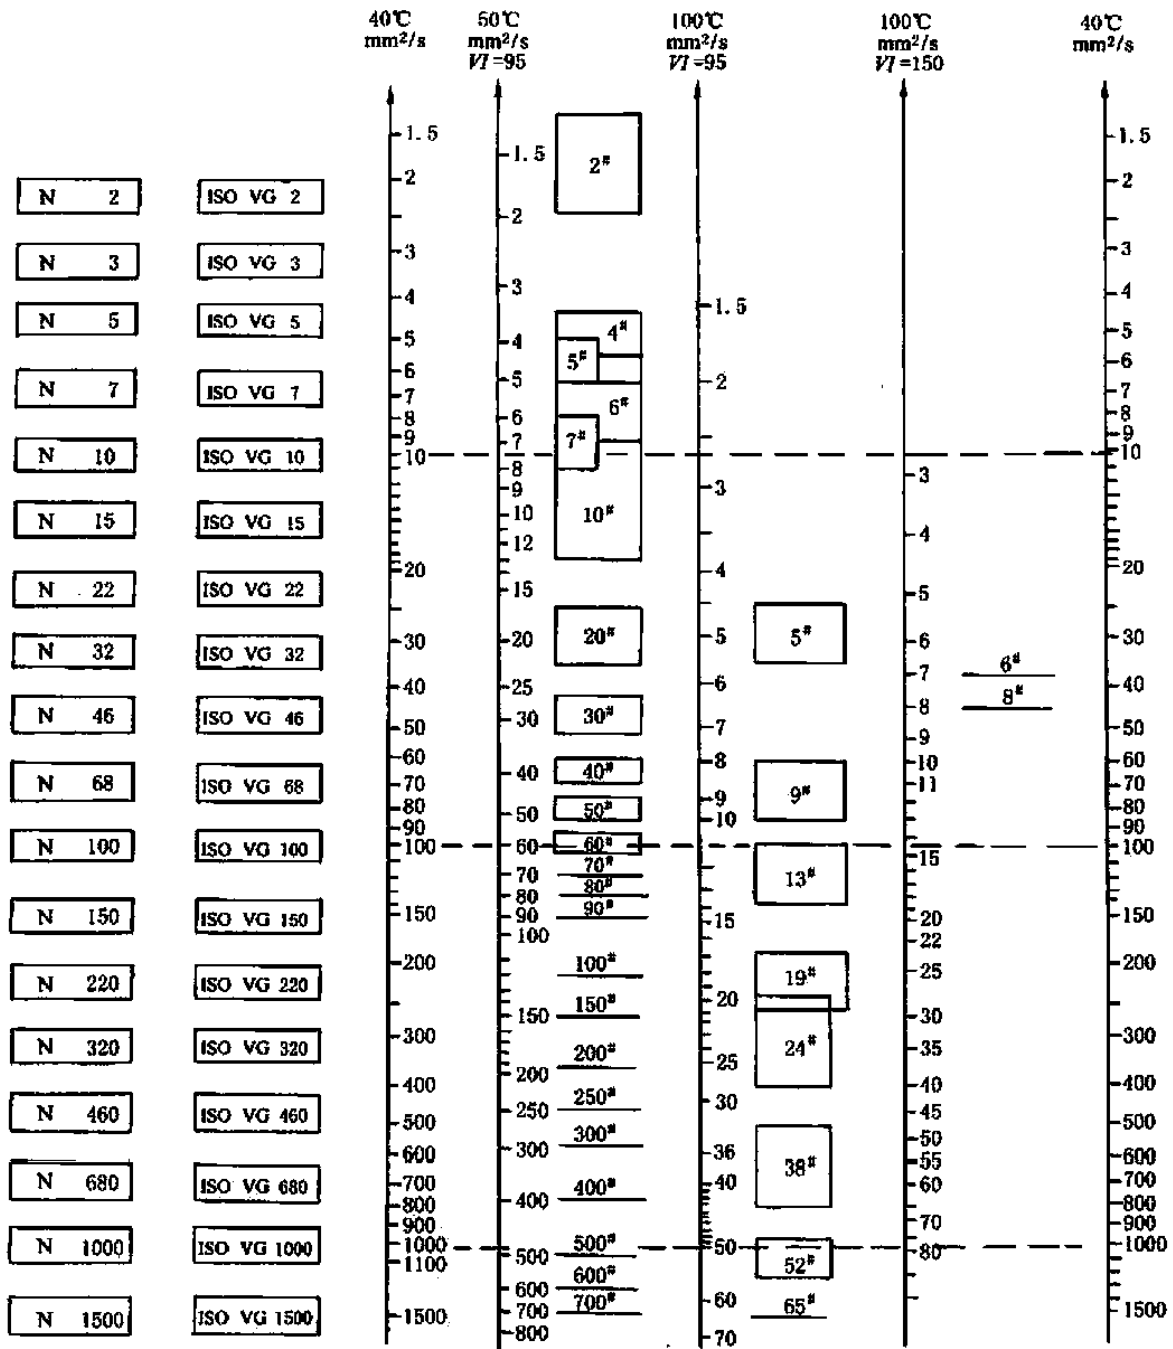 40℃ 50℃ 100℃ 100℃ 40℃
mm²/s mm²/s mm²/s mm²/s mm²/s
VI=95 VI=95 VI=150
1.5 1.5
1.5 2#
N 2 ISO VG 2 2 2
2
N 3 ISO VG 3 3 3
3
4 4
1.5
N 5 ISO VG 5 5 4 4# 5
5#
6 5 2 6
N 7 ISO VG 7 7 6# 7
8 6 8
9 7 7# 9
N 10 ISO VG 10 10 10
8 3
9 3
N 15 ISO VG 15 10 10#
12 4
20 4 20
N 22 ISO VG 22 15 5
N 32 ISO VG 32 30 20 20# 5 5# 6 30
6# 7
40 25 6 40
8#
N 46 ISO VG 46 50 30 30# 7 8 50
9
60 8 10 60
N 68 ISO VG 68 70 40 40# 9# 11 70
80 50 50# 9 80
90 10 90
N 100 ISO VG 100 100 60 60# 15 100
70 70# 13#
80 80#
N 150 ISO VG 150 150 90 90# 15 20 150
100 22
200 100# 19# 25 200
N 220 ISO VG 220 150# 20
150 30
N 320 ISO VG 320 300 200# 24# 35 300
200 25
400 250# 30 40 400
N 460 ISO VG 460 500 250 45 500
300# 50
600 300 36 55 600
N 680 ISO VG 680 700 400# 40 38# 60 700
800 400 800
900 70 900
N 1000 ISO VG 1000 1000 500# 50 80 1000
1100 500 52#
600 600#
N 1500 ISO VG 1500 1500 700 700# 60 65# 1500
800 70